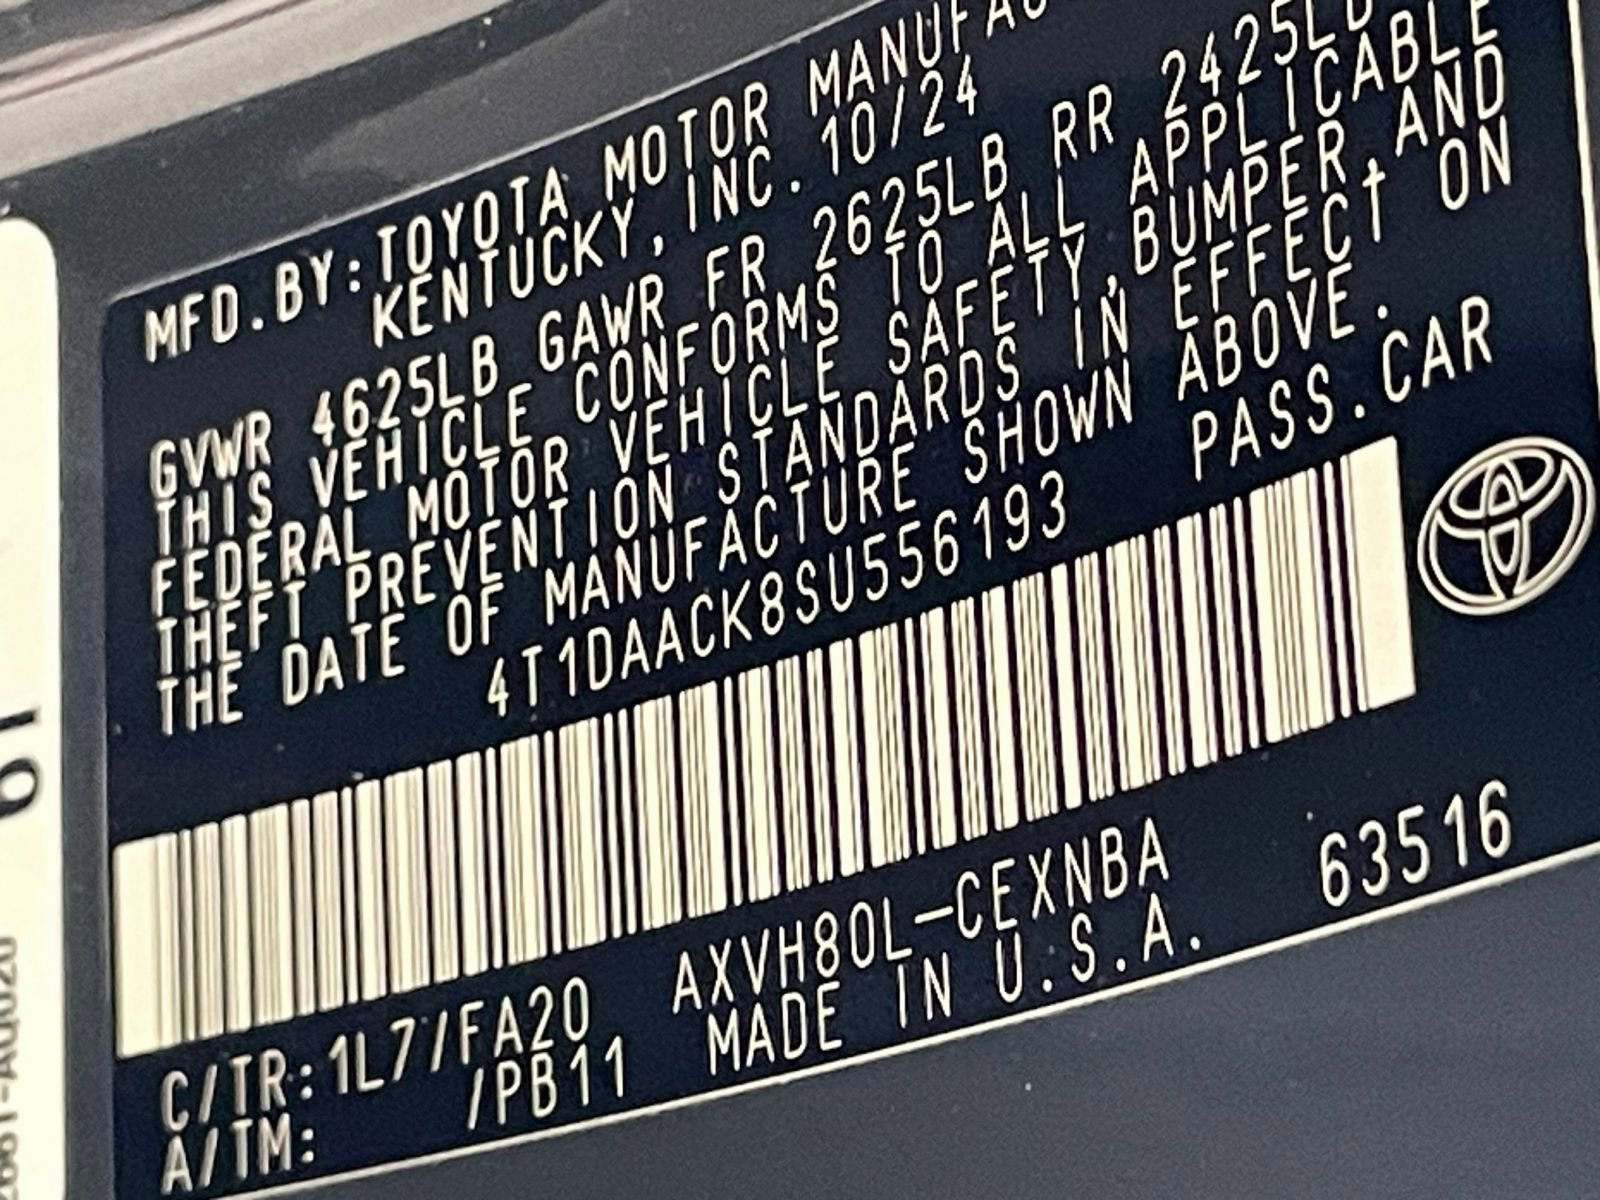 MFD.BY:TOYOTA MOTOR
KENTUCKY, INC. 10/24
GVWR 4625LB GAWR FR 2625LB RR 2425LB
THIS VEHICLE CONFORMS TO ALL APPLICABLE
FEDERAL MOTOR VEHICLE SAFETY,BUMPER,AND
THEFT PREVENTION STANDARDS IN EFFECT ON
THE DATE OF MANUFACTURE SHOWN ABOVE.
4T1DAACK8SU556193 PASS.CAR
C/TR:1L7/FA20 AXVH80L-CEXNBA 63516
A/TM: /PB11 MADE IN U.S.A.